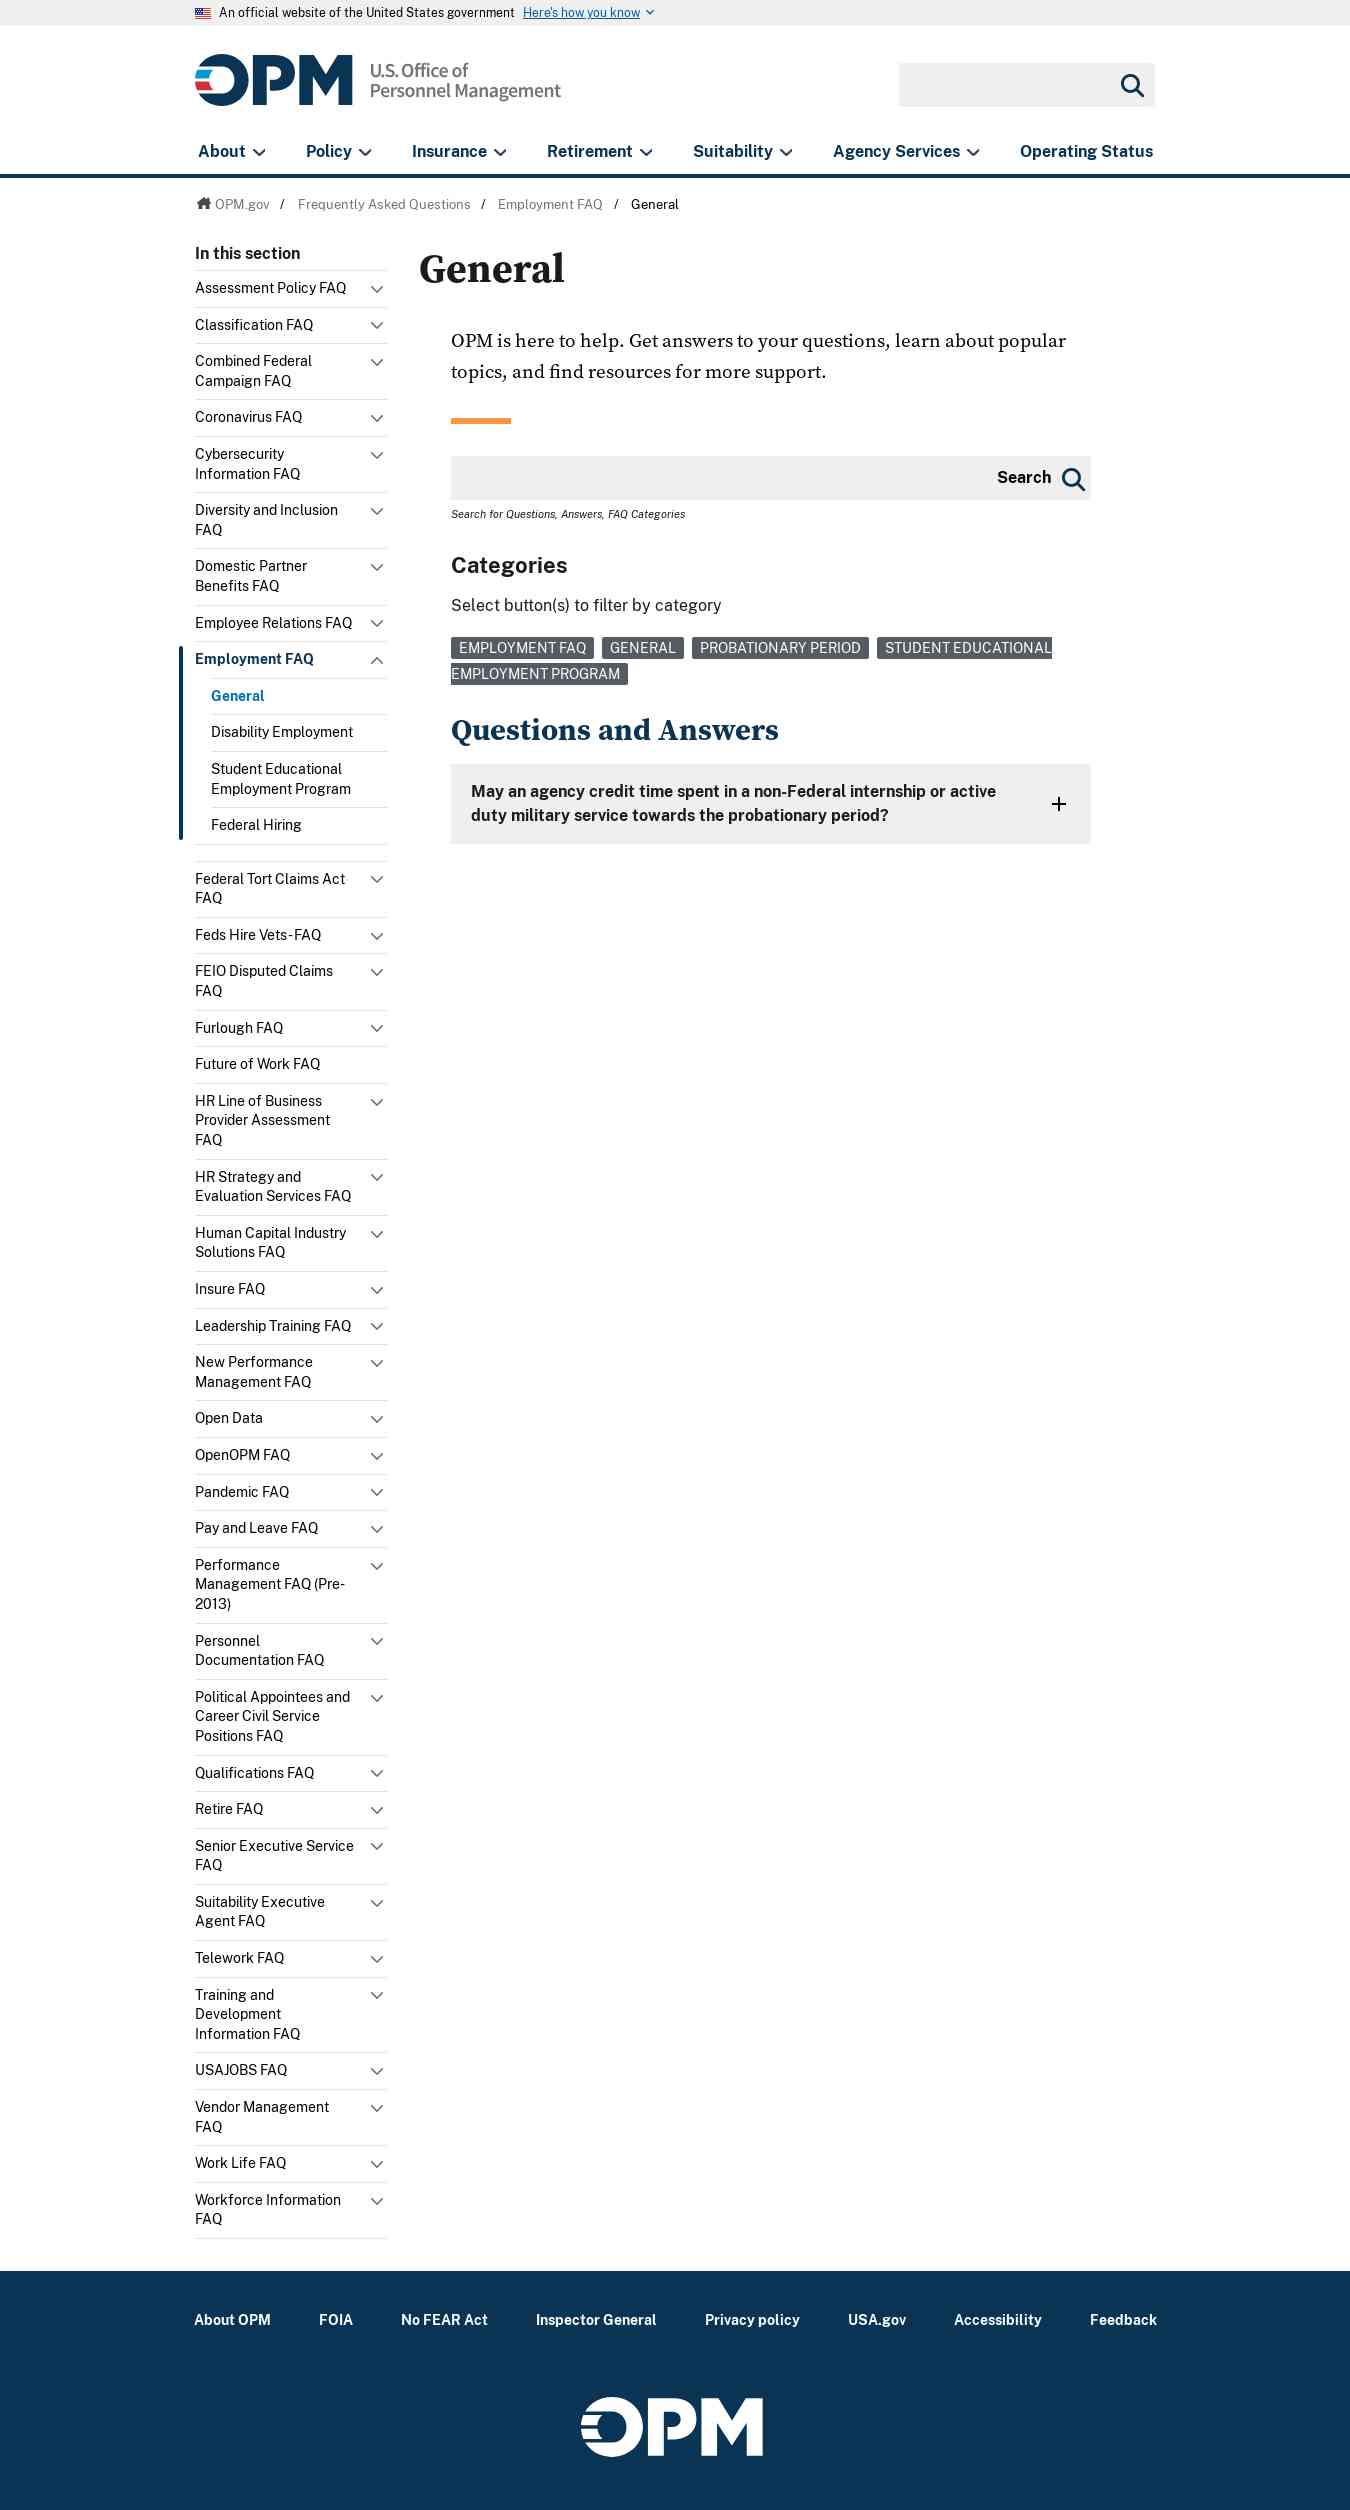 An official website of the United States government Here's how you know
OPM U.S. Office of
Personnel Management
About Policy Insurance Retirement Suitability Agency Services Operating Status
OPM.gov / Frequently Asked Questions / Employment FAQ / General
In this section
Assessment Policy FAQ
Classification FAQ
Combined Federal
Campaign FAQ
Coronavirus FAQ
Cybersecurity
Information FAQ
Diversity and Inclusion
FAQ
Domestic Partner
Benefits FAQ
Employee Relations FAQ
Employment FAQ
General
Disability Employment
Student Educational
Employment Program
Federal Hiring
Federal Tort Claims Act
FAQ
Feds Hire Vets-FAQ
FEIO Disputed Claims
FAQ
Furlough FAQ
Future of Work FAQ
HR Line of Business
Provider Assessment
FAQ
HR Strategy and
Evaluation Services FAQ
Human Capital Industry
Solutions FAQ
Insure FAQ
Leadership Training FAQ
New Performance
Management FAQ
Open Data
OpenOPM FAQ
Pandemic FAQ
Pay and Leave FAQ
Performance
Management FAQ (Pre-
2013)
Personnel
Documentation FAQ
Political Appointees and
Career Civil Service
Positions FAQ
Qualifications FAQ
Retire FAQ
Senior Executive Service
FAQ
Suitability Executive
Agent FAQ
Telework FAQ
Training and
Development
Information FAQ
USAJOBS FAQ
Vendor Management
FAQ
Work Life FAQ
Workforce Information
FAQ
General
OPM is here to help. Get answers to your questions, learn about popular
topics, and find resources for more support.
Search
Search for Questions, Answers, FAQ Categories
Categories
Select button(s) to filter by category
EMPLOYMENT FAQ GENERAL PROBATIONARY PERIOD STUDENT EDUCATIONAL
EMPLOYMENT PROGRAM
Questions and Answers
May an agency credit time spent in a non-Federal internship or active
duty military service towards the probationary period?
About OPM FOIA No FEAR Act Inspector General Privacy policy USA.gov Accessibility Feedback
OPM